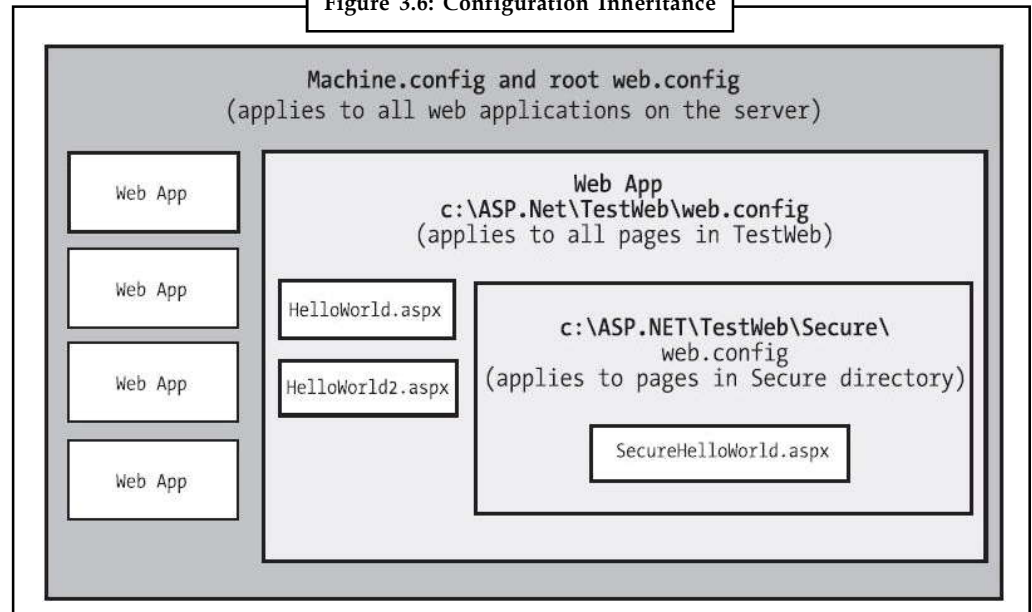 Figure 3.6: Configuration Inheritance
Machine.config and root web.config
(applies to all web applications on the server)
Web App
Web App
Web App
Web App
Web App
c:\ASP.Net\TestWeb\web.config
(applies to all pages in TestWeb)
HelloWorld.aspx
HelloWorld2.aspx
c:\ASP.NET\TestWeb\Secure\
web.config
(applies to pages in Secure directory)
SecureHelloWorld.aspx